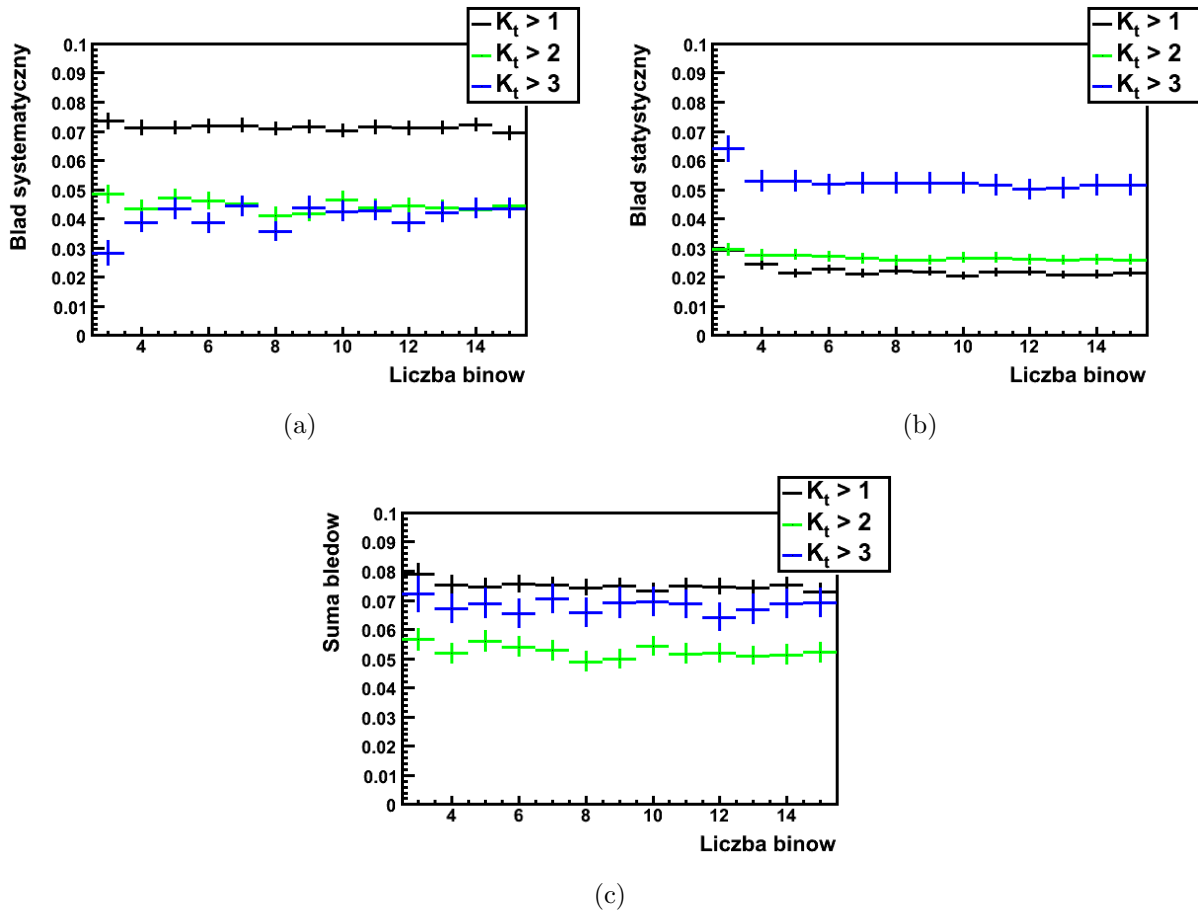 K_t > 1
K_t > 2
K_t > 3
Blad systematyczny
0.1
0.09
0.08
0.07
0.06
0.05
0.04
0.03
0.02
0.01
0
4 6 8 10 12 14
Liczba binow
(a)
K_t > 1
K_t > 2
K_t > 3
Blad statystyczny
0.1
0.09
0.08
0.07
0.06
0.05
0.04
0.03
0.02
0.01
0
4 6 8 10 12 14
Liczba binow
(b)
K_t > 1
K_t > 2
K_t > 3
Suma bledow
0.1
0.09
0.08
0.07
0.06
0.05
0.04
0.03
0.02
0.01
0
4 6 8 10 12 14
Liczba binow
(c)